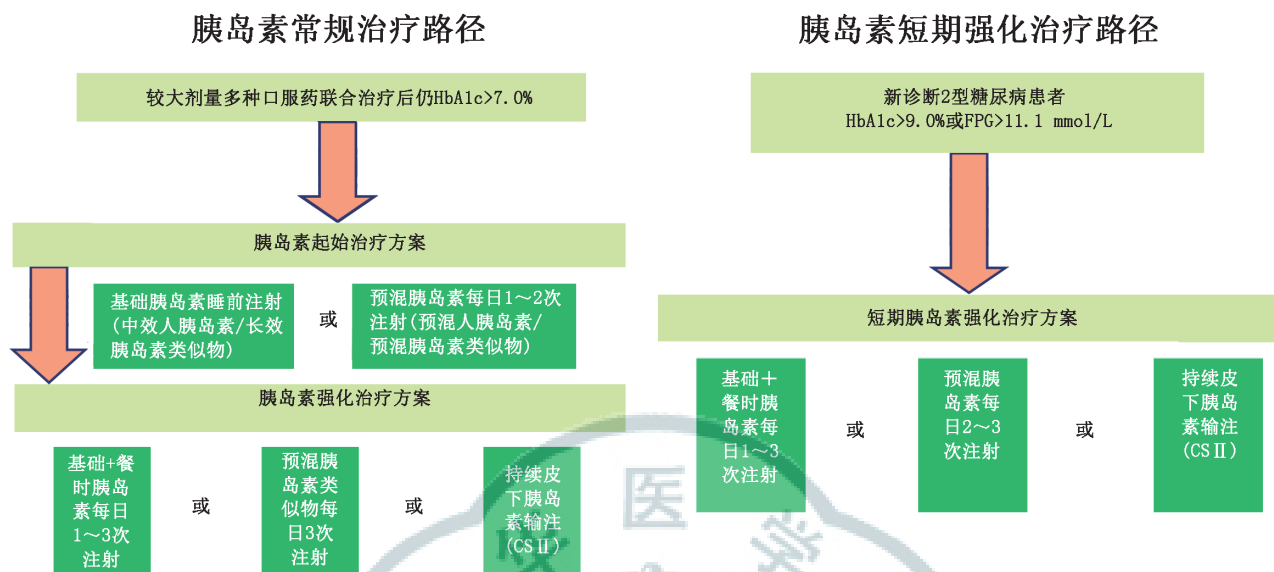 胰岛素常规治疗路径
较大剂量多种口服药联合治疗后仍HbA1c>7.0%
胰岛素起始治疗方案
基础胰岛素睡前注射
(中效人胰岛素/长效
胰岛素类似物)
或
预混胰岛素每日1～2次
注射(预混人胰岛素/
预混胰岛素类似物)
胰岛素强化治疗方案
基础+餐
时胰岛
素每日
1～3次
注射
或
预混胰
岛素类
似物每
日3次
注射
或
持续皮
下胰岛
素输注
(CSⅡ)
胰岛素短期强化治疗路径
新诊断2型糖尿病患者
HbA1c>9.0%或FPG>11.1 mmol/L
短期胰岛素强化治疗方案
基础＋
餐时胰
岛素每
日1～3
次注射
或
预混胰
岛素每
日2～3
次注射
或
持续皮
下胰岛
素输注
(CSⅡ)
医
学